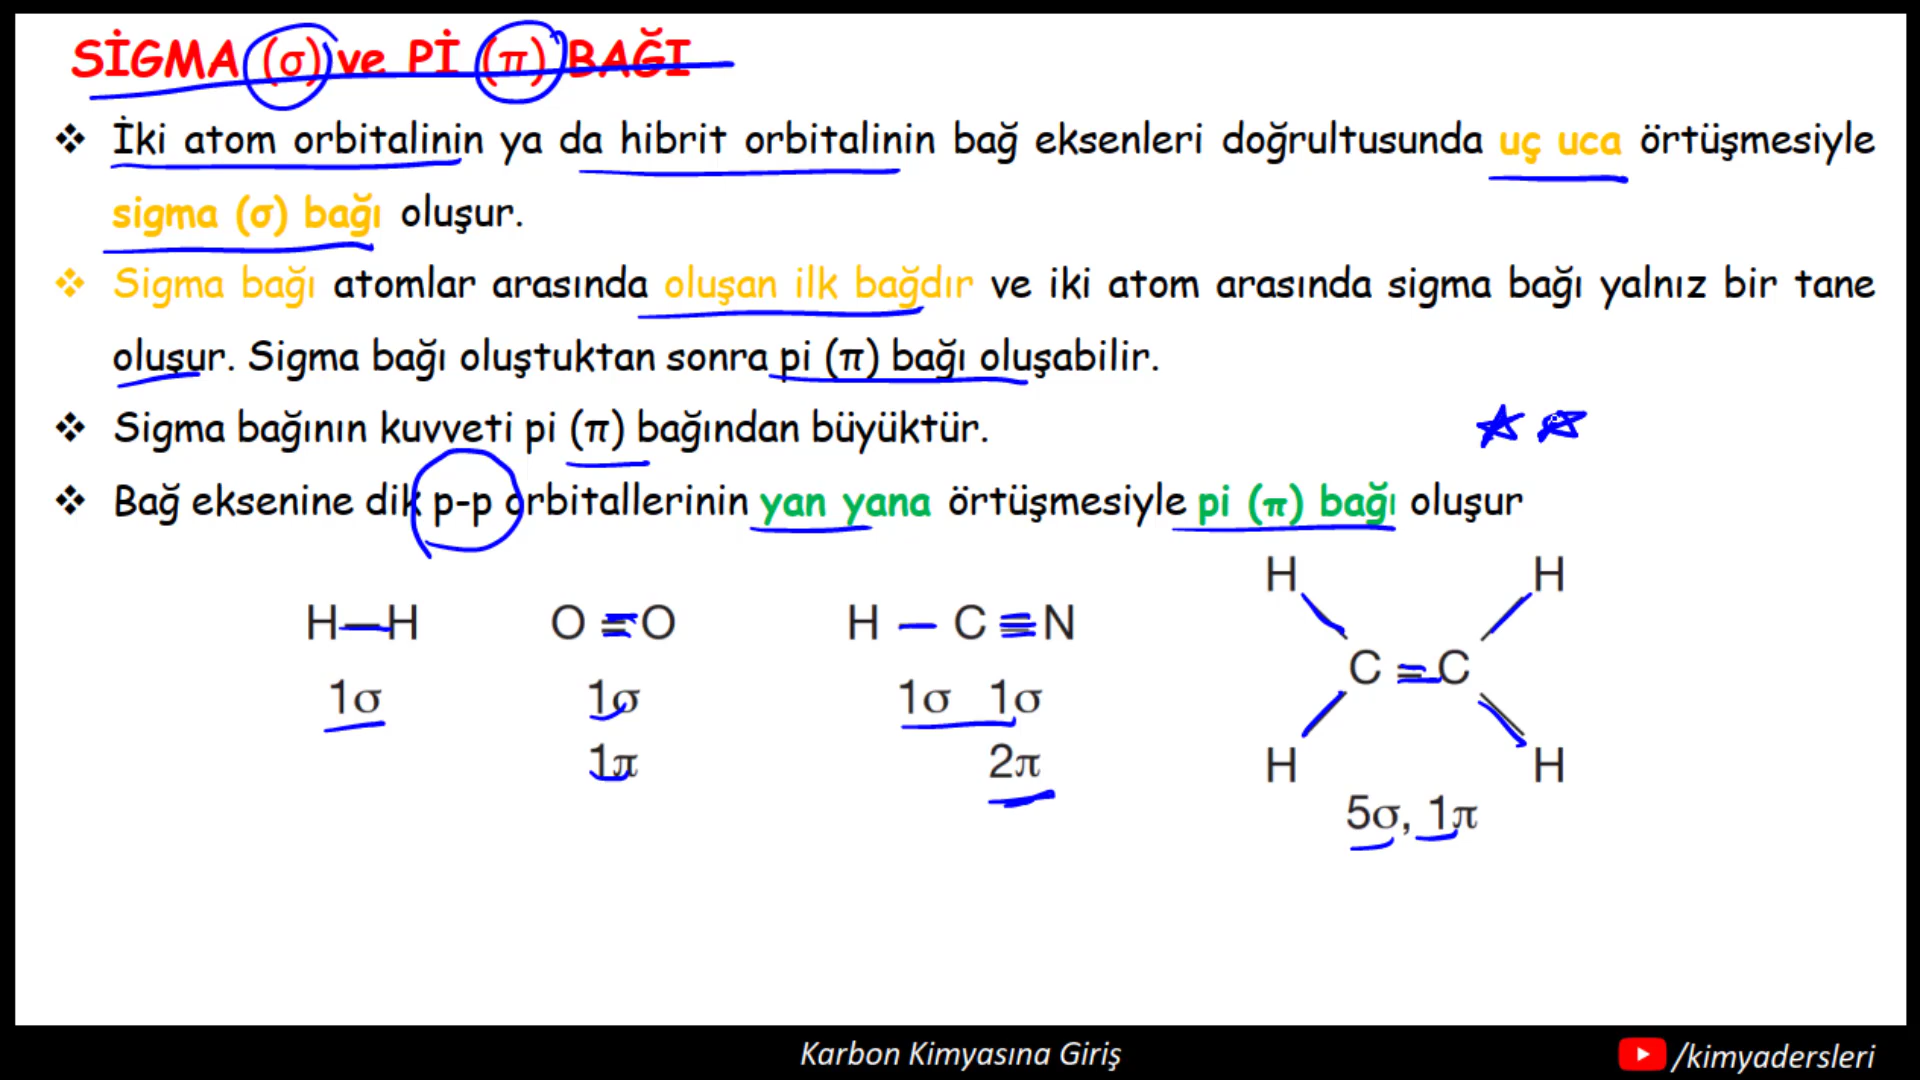 SİGMA (σ) ve Pİ (π) BAĞI
❖ İki atom orbitalinin ya da hibrit orbitalinin bağ eksenleri doğrultusunda uç uca örtüşmesiyle
sigma (σ) bağı oluşur.
❖ Sigma bağı atomlar arasında oluşan ilk bağdır ve iki atom arasında sigma bağı yalnız bir tane
oluşur. Sigma bağı oluştuktan sonra pi (π) bağı oluşabilir.
❖ Sigma bağının kuvveti pi (π) bağından büyüktür.
❖ Bağ eksenine dik p-p orbitallerinin yan yana örtüşmesiyle pi (π) bağı oluşur
H H
H—H O=O H — C≡N
C=C
1σ 1σ 1σ 1σ
1π 2π
H H
5σ, 1π
Karbon Kimyasına Giriş
/kimyadersleri